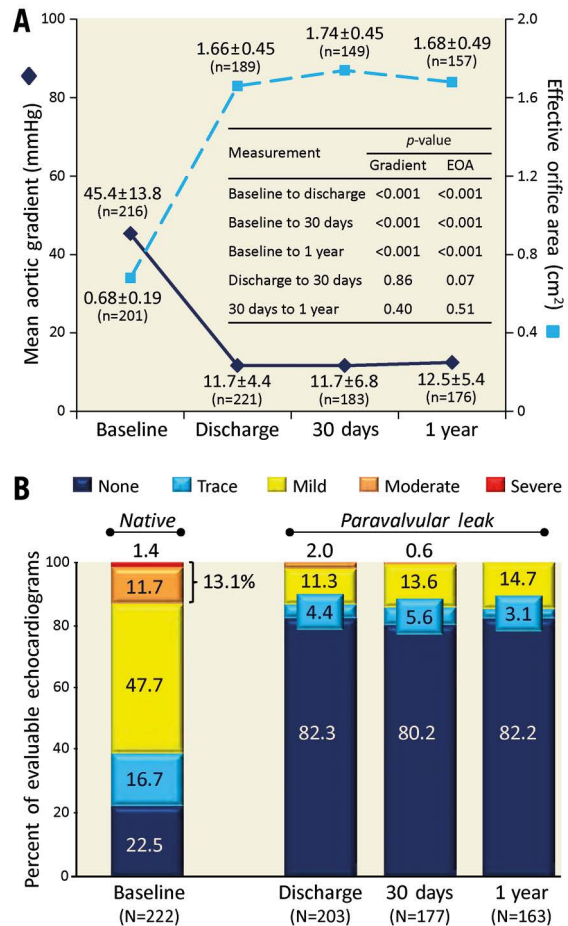 A
Mean aortic gradient (mmHg)
100
80
60
40
20
0
2.0
1.6
1.2
0.8
0.4
0
Effective orifice area (cm²)
1.66±0.45
(n=189)
1.74±0.45
(n=149)
1.68±0.49
(n=157)
45.4±13.8
(n=216)
0.68±0.19
(n=201)
11.7±4.4
(n=221)
11.7±6.8
(n=183)
12.5±5.4
(n=176)
Measurement p-value
Gradient EOA
Baseline to discharge <0.001 <0.001
Baseline to 30 days <0.001 <0.001
Baseline to 1 year <0.001 <0.001
Discharge to 30 days 0.86 0.07
30 days to 1 year 0.40 0.51
Baseline Discharge 30 days 1 year
B
None Trace Mild Moderate Severe
Native Paravalvular leak
Percent of evaluable echocardiograms
100
80
60
40
20
0
1.4
11.7
13.1%
47.7
16.7
22.5
2.0
11.3
4.4
82.3
0.6
13.6
5.6
80.2
14.7
3.1
82.2
Baseline Discharge 30 days 1 year
(N=222) (N=203) (N=177) (N=163)